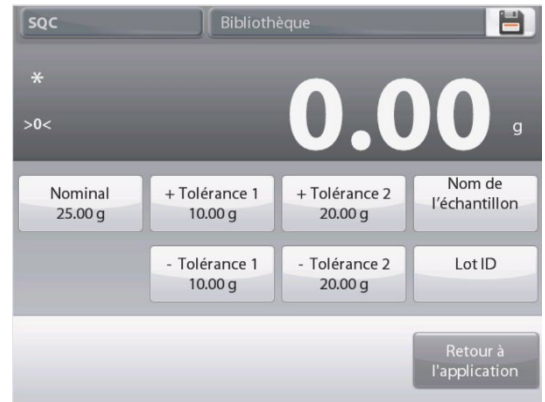 SQC
Bibliothèque
*
>0<
0.00 g
Nominal
25.00 g
+ Tolérance 1
10.00 g
+ Tolérance 2
20.00 g
Nom de
l'échantillon
- Tolérance 1
10.00 g
- Tolérance 2
20.00 g
Lot ID
Retour à
l'application